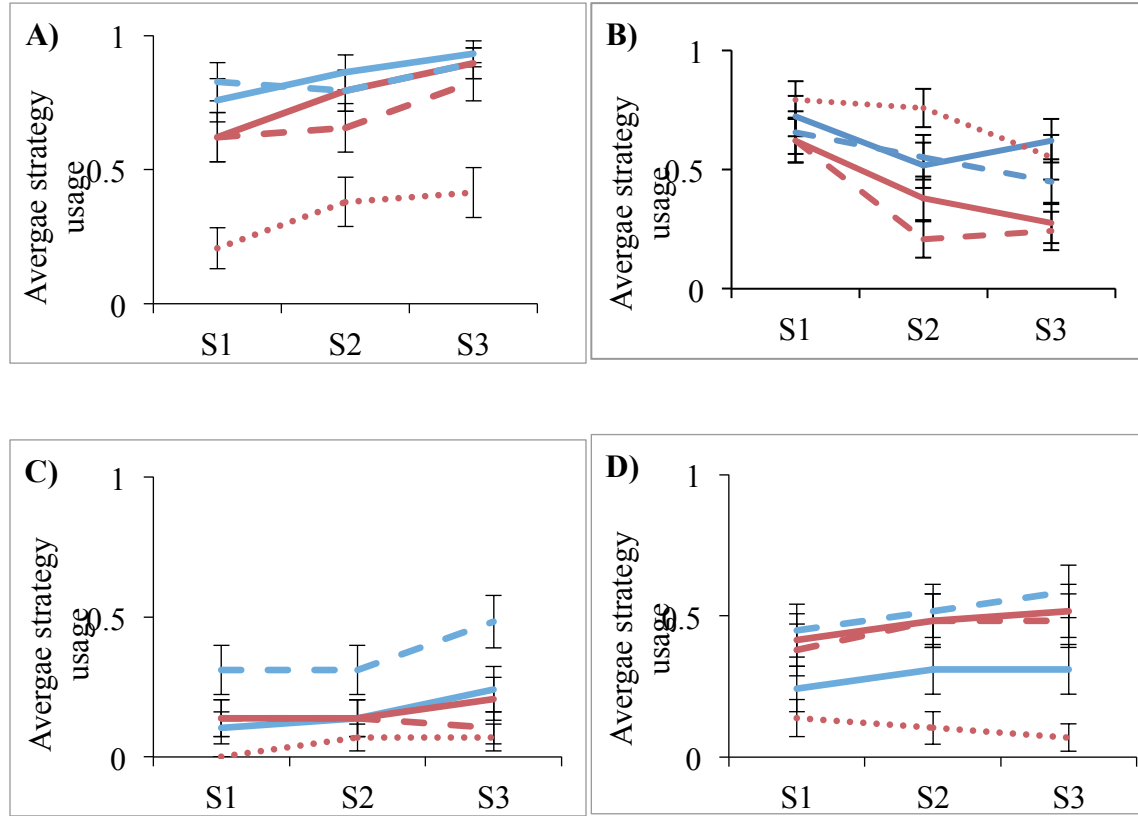 A)
Avergae strategy
usage
1
0.5
0
S1 S2 S3
B)
Avergae strategy
usage
1
0.5
0
S1 S2 S3
C)
Avergae strategy
usage
1
0.5
0
S1 S2 S3
D)
Avergae strategy
usage
1
0.5
0
S1 S2 S3